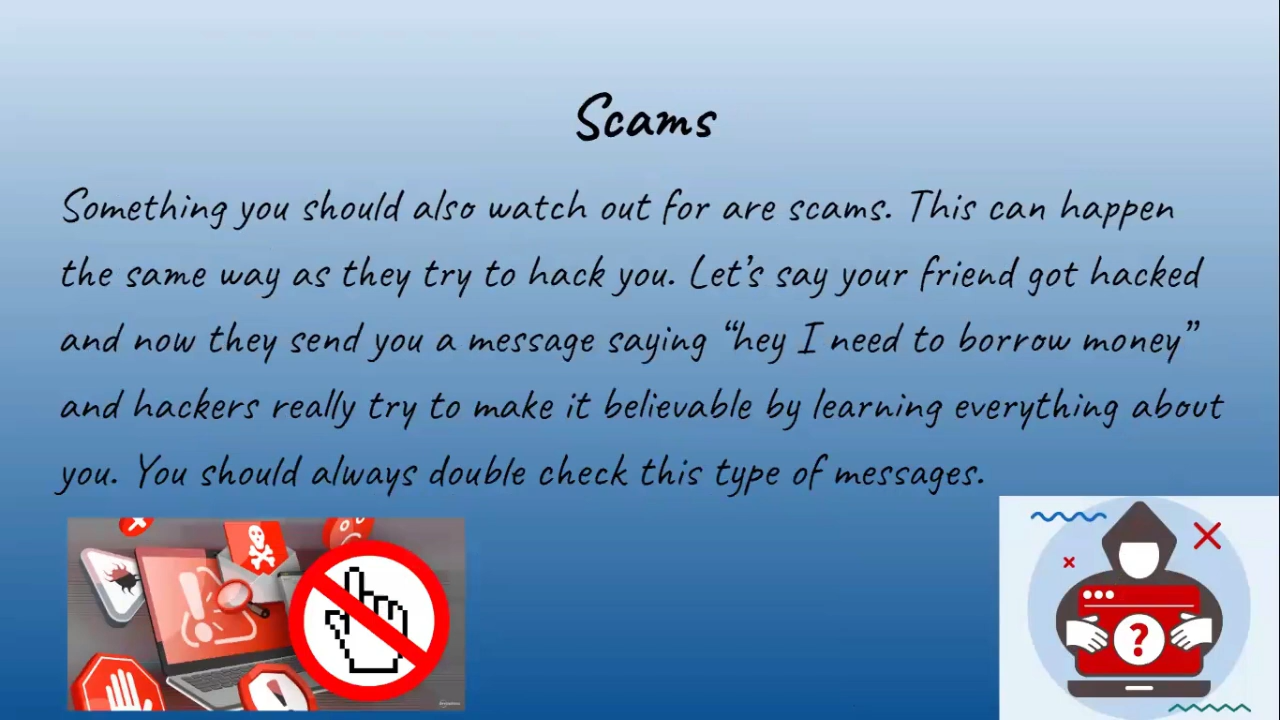 Scams
Something you should also watch out for are scams. This can happen
the same way as they try to hack you. Let’s say your friend got hacked
and now they send you a message saying “hey I need to borrow money”
and hackers really try to make it believable by learning everything about
you. You should always double check this type of messages.
?